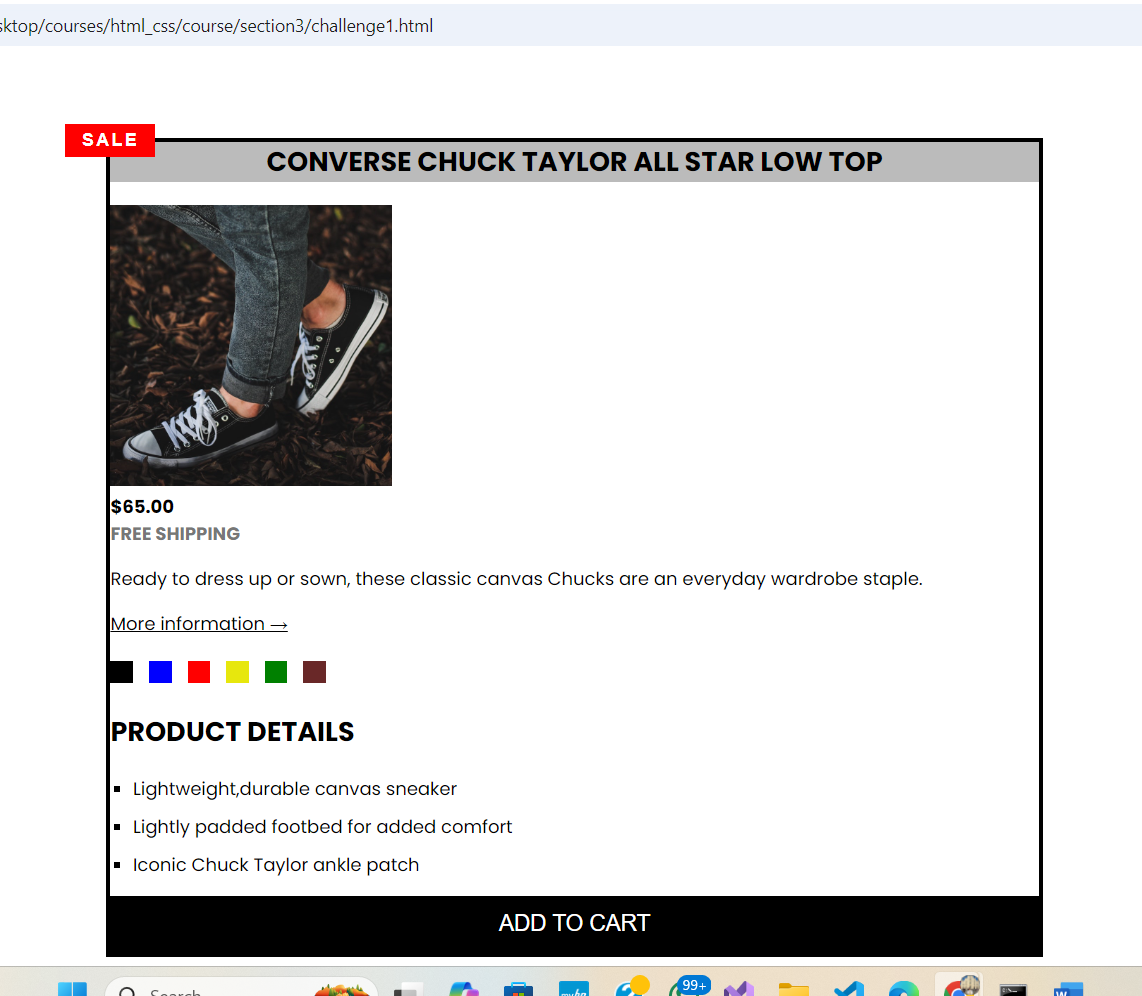 sktop/courses/html_css/course/section3/challenge1.html
SALE
CONVERSE CHUCK TAYLOR ALL STAR LOW TOP
$65.00
FREE SHIPPING
Ready to dress up or sown, these classic canvas Chucks are an everyday wardrobe staple.
More information →
PRODUCT DETAILS
Lightweight,durable canvas sneaker
Lightly padded footbed for added comfort
Iconic Chuck Taylor ankle patch
ADD TO CART
Search
99+